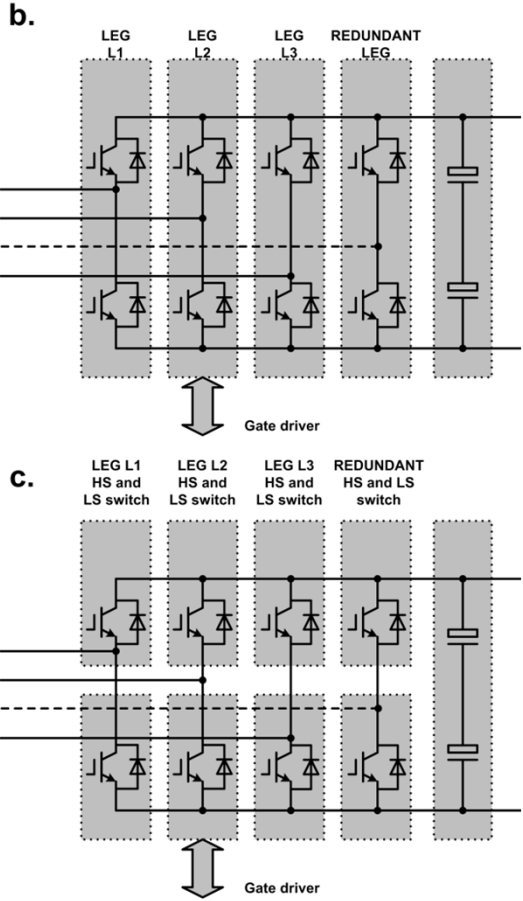 b.
LEG LEG LEG REDUNDANT
L1 L2 L3 LEG
Gate driver
c.
LEG L1 LEG L2 LEG L3 REDUNDANT
HS and HS and HS and HS and LS
LS switch LS switch LS switch switch
Gate driver